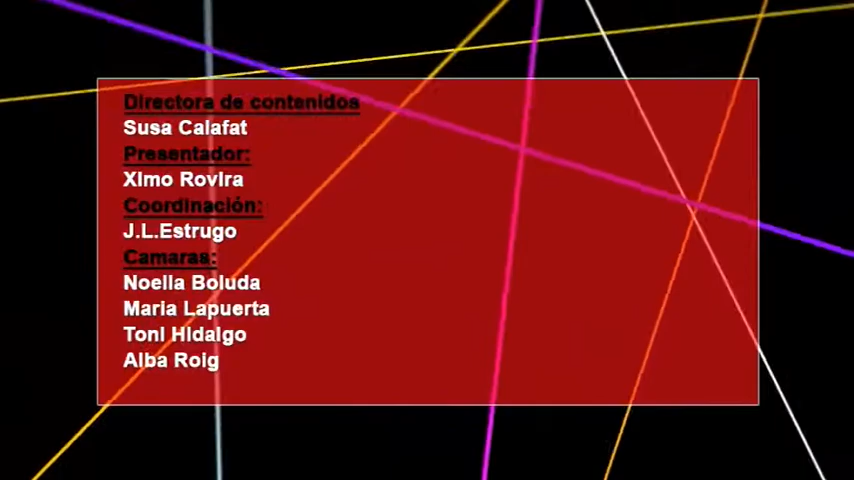 Directora de contenidos
Susa Calafat
Presentador:
Ximo Rovira
Coordinación:
J.L.Estrugo
Camaras:
Noelia Boluda
Maria Lapuerta
Toni Hidalgo
Alba Roig